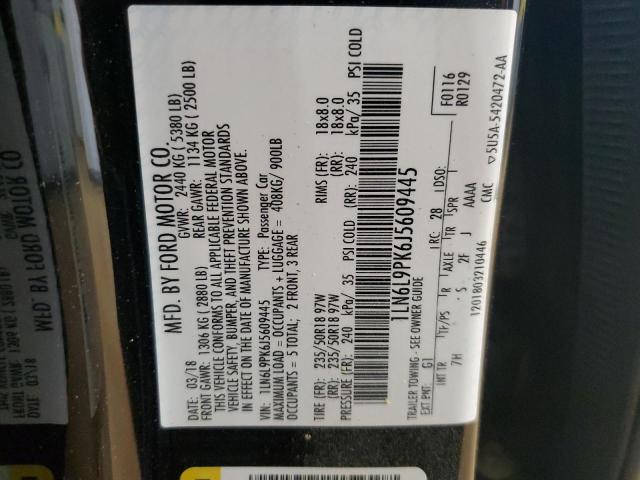 MFD. BY FORD MOTOR CO.
DATE: 03/18 GVWR: 2440 KG ( 5380 LB)
FRONT GAWR: 1306 KG ( 2880 LB) REAR GAWR: 1134 KG ( 2500 LB)
THIS VEHICLE CONFORMS TO ALL APPLICABLE FEDERAL MOTOR
VEHICLE SAFETY, BUMPER, AND THEFT PREVENTION STANDARDS
IN EFFECT ON THE DATE OF MANUFACTURE SHOWN ABOVE.
VIN: 1LN6L9PK6J5609445 TYPE: Passenger Car
MAXIMUM LOAD= OCCUPANTS + LUGGAGE = 408KG/ 900LB
OCCUPANTS = 5 TOTAL; 2 FRONT, 3 REAR
TIRE (FR): 235/50R18 97W RIMS (FR): 18x8.0
(RR): 235/50R18 97W (RR): 18x8.0
PRESSURE (FR): 240 kPa/ 35 PSI COLD (RR): 240 kPa/ 35 PSI COLD
1LN6L9PK6J5609445
TRAILER TOWING - SEE OWNER GUIDE
EXT PNT: G1 RC: 28 DSO: F0116
R0129
INT TR TP/PS R AXLE TR SPR
7H S 2F J AAAA
1201803210446 CMC ▽5U5A-5420472-AA